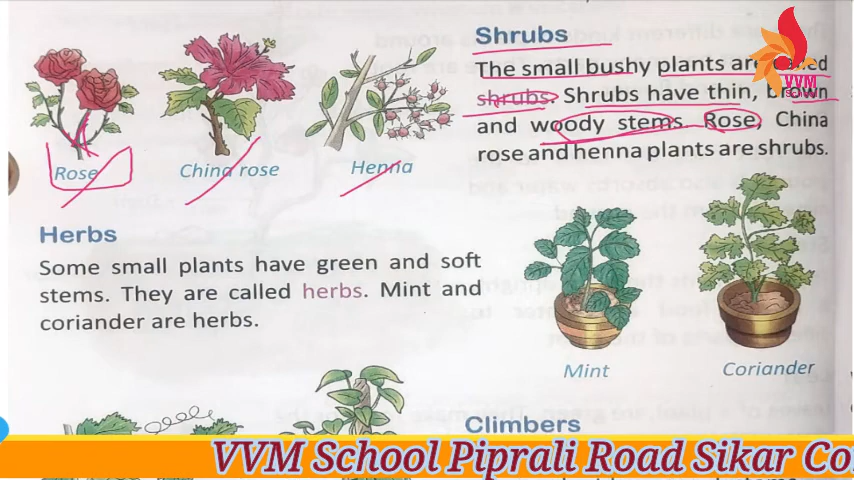 Shrubs
The small bushy plants are called
shrubs. Shrubs have thin, brown
and woody stems. Rose, China
rose and henna plants are shrubs.
Rose
China rose
Henna
Herbs
Some small plants have green and soft
stems. They are called herbs. Mint and
coriander are herbs.
Mint
Coriander
Climbers
VVM
School
VVM School Piprali Road Sikar Co